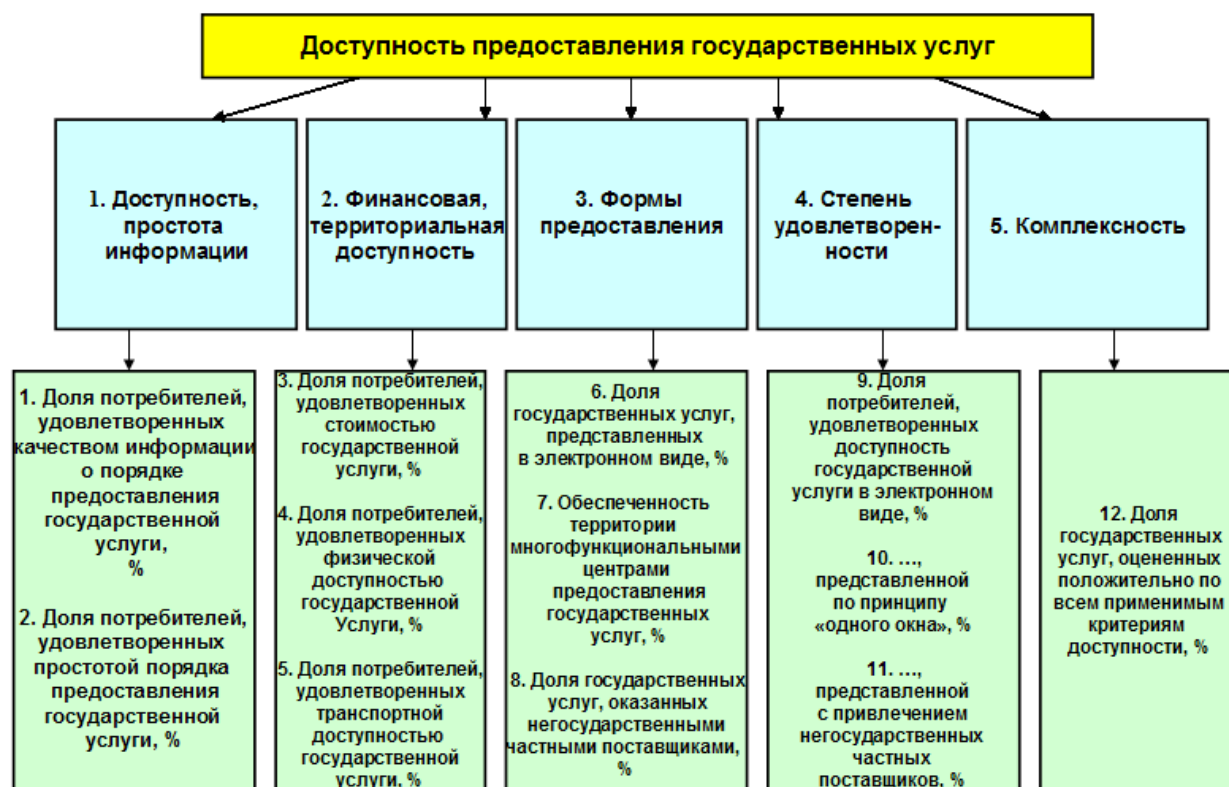 Доступность предоставления государственных услуг
1. Доступность,
простота
информации
2. Финансовая,
территориальная
доступность
3. Формы
предоставления
4. Степень
удовлетворен-
ности
5. Комплексность
1. Доля потребителей,
удовлетворенных
качеством информации
о порядке
предоставления
государственной
услуги,
%
2. Доля потребителей,
удовлетворенных
простотой порядка
предоставления
государственной
услуги, %
3. Доля потребителей,
удовлетворенных
стоимостью
государственной
услуги, %
4. Доля потребителей,
удовлетворенных
физической
доступностью
государственной
Услуги, %
5. Доля потребителей,
удовлетворенных
транспортной
доступностью
государственной
услуги, %
6. Доля
государственных услуг,
представленных
в электронном виде, %
7. Обеспеченность
территории
многофункциональными
центрами
предоставления
государственных
услуг, %
8. Доля государственных
услуг, оказанных
негосударственными
частными поставщиками,
%
9. Доля
потребителей,
удовлетворенных
доступность
государственной
услуги в электронном
виде, %
10. ...,
представленной
по принципу
«одного окна», %
11. ...,
представленной
с привлечением
негосударственных
частных
поставщиков, %
12. Доля
государственных
услуг, оцененных
положительно по
всем применимым
критериям
доступности, %